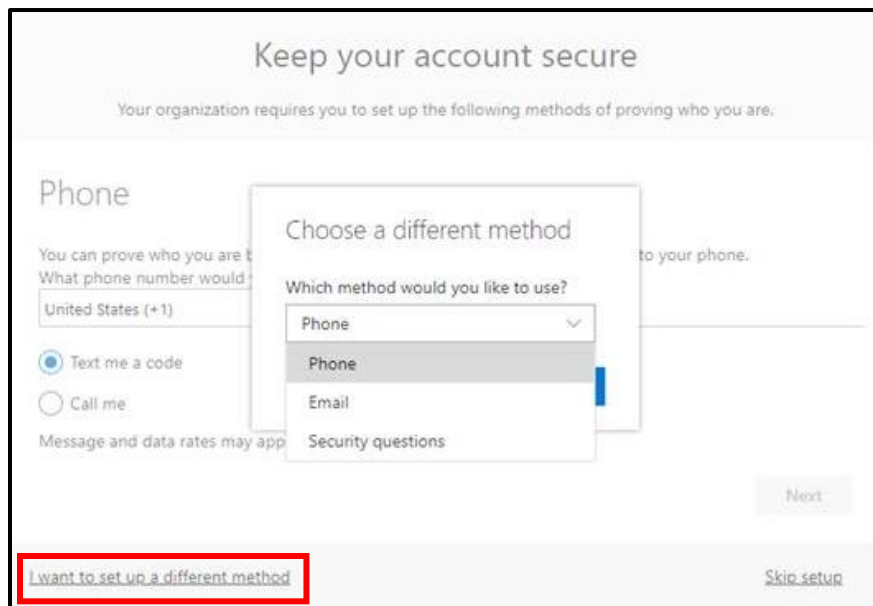 Keep your account secure
Your organization requires you to set up the following methods of proving who you are.
Phone
You can prove who you are
to your phone.
What phone number would
United States (+1)
Text me a code
Call me
Message and data rates may
Choose a different method
Which method would you like to use?
Phone
Phone
Email
Security questions
Next
I want to set up a different method
Skip setup